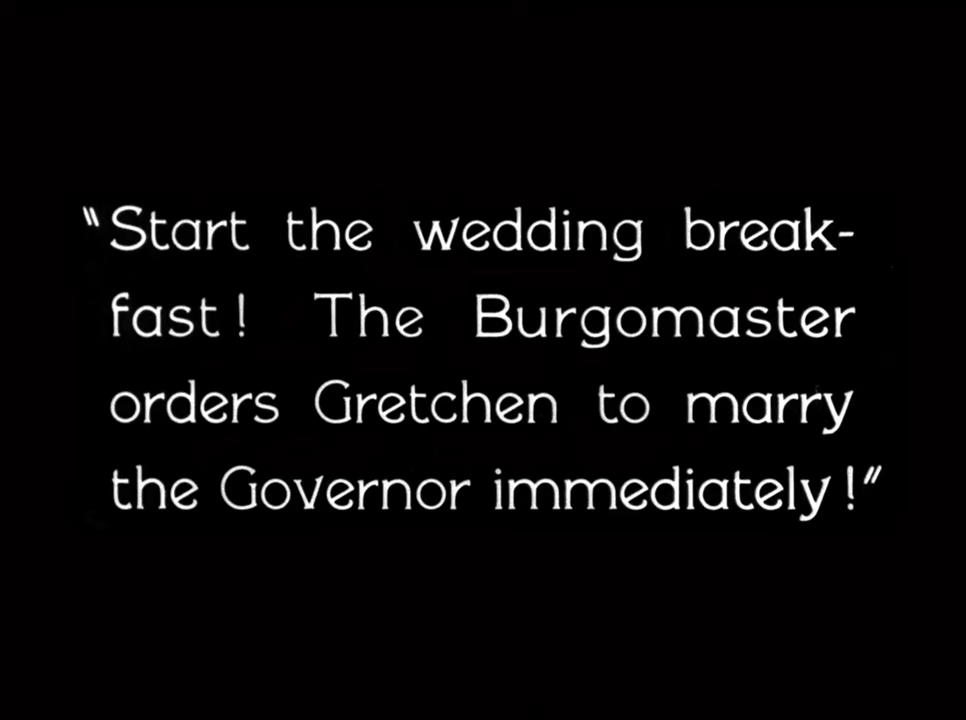 “Start the wedding break-
fast! The Burgomaster
orders Gretchen to marry
the Governor immediately!”